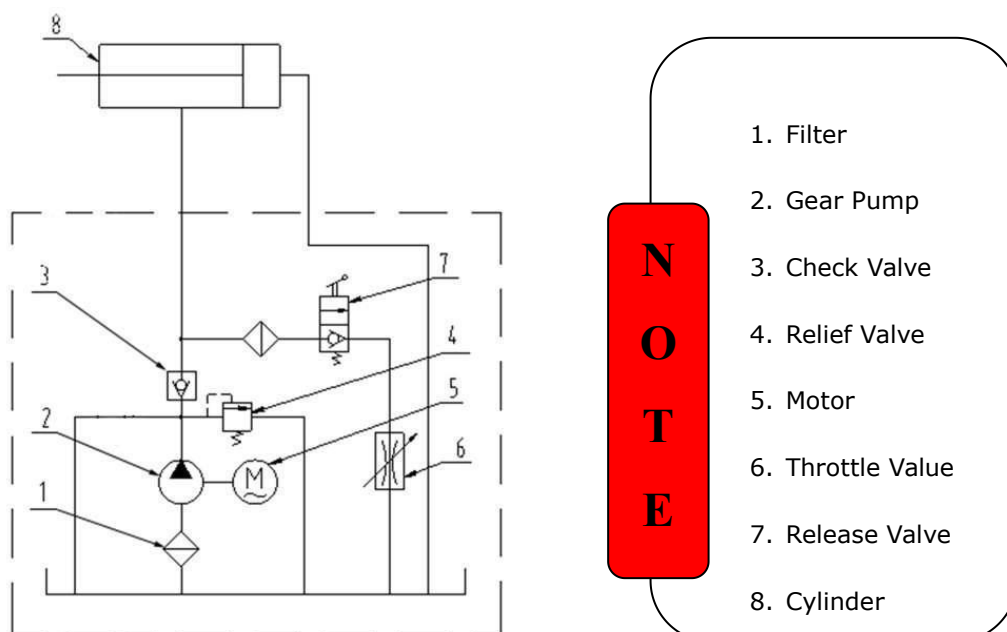 8
7
3
4
2
5
M
6
1
NOTE
1. Filter
2. Gear Pump
3. Check Valve
4. Relief Valve
5. Motor
6. Throttle Value
7. Release Valve
8. Cylinder